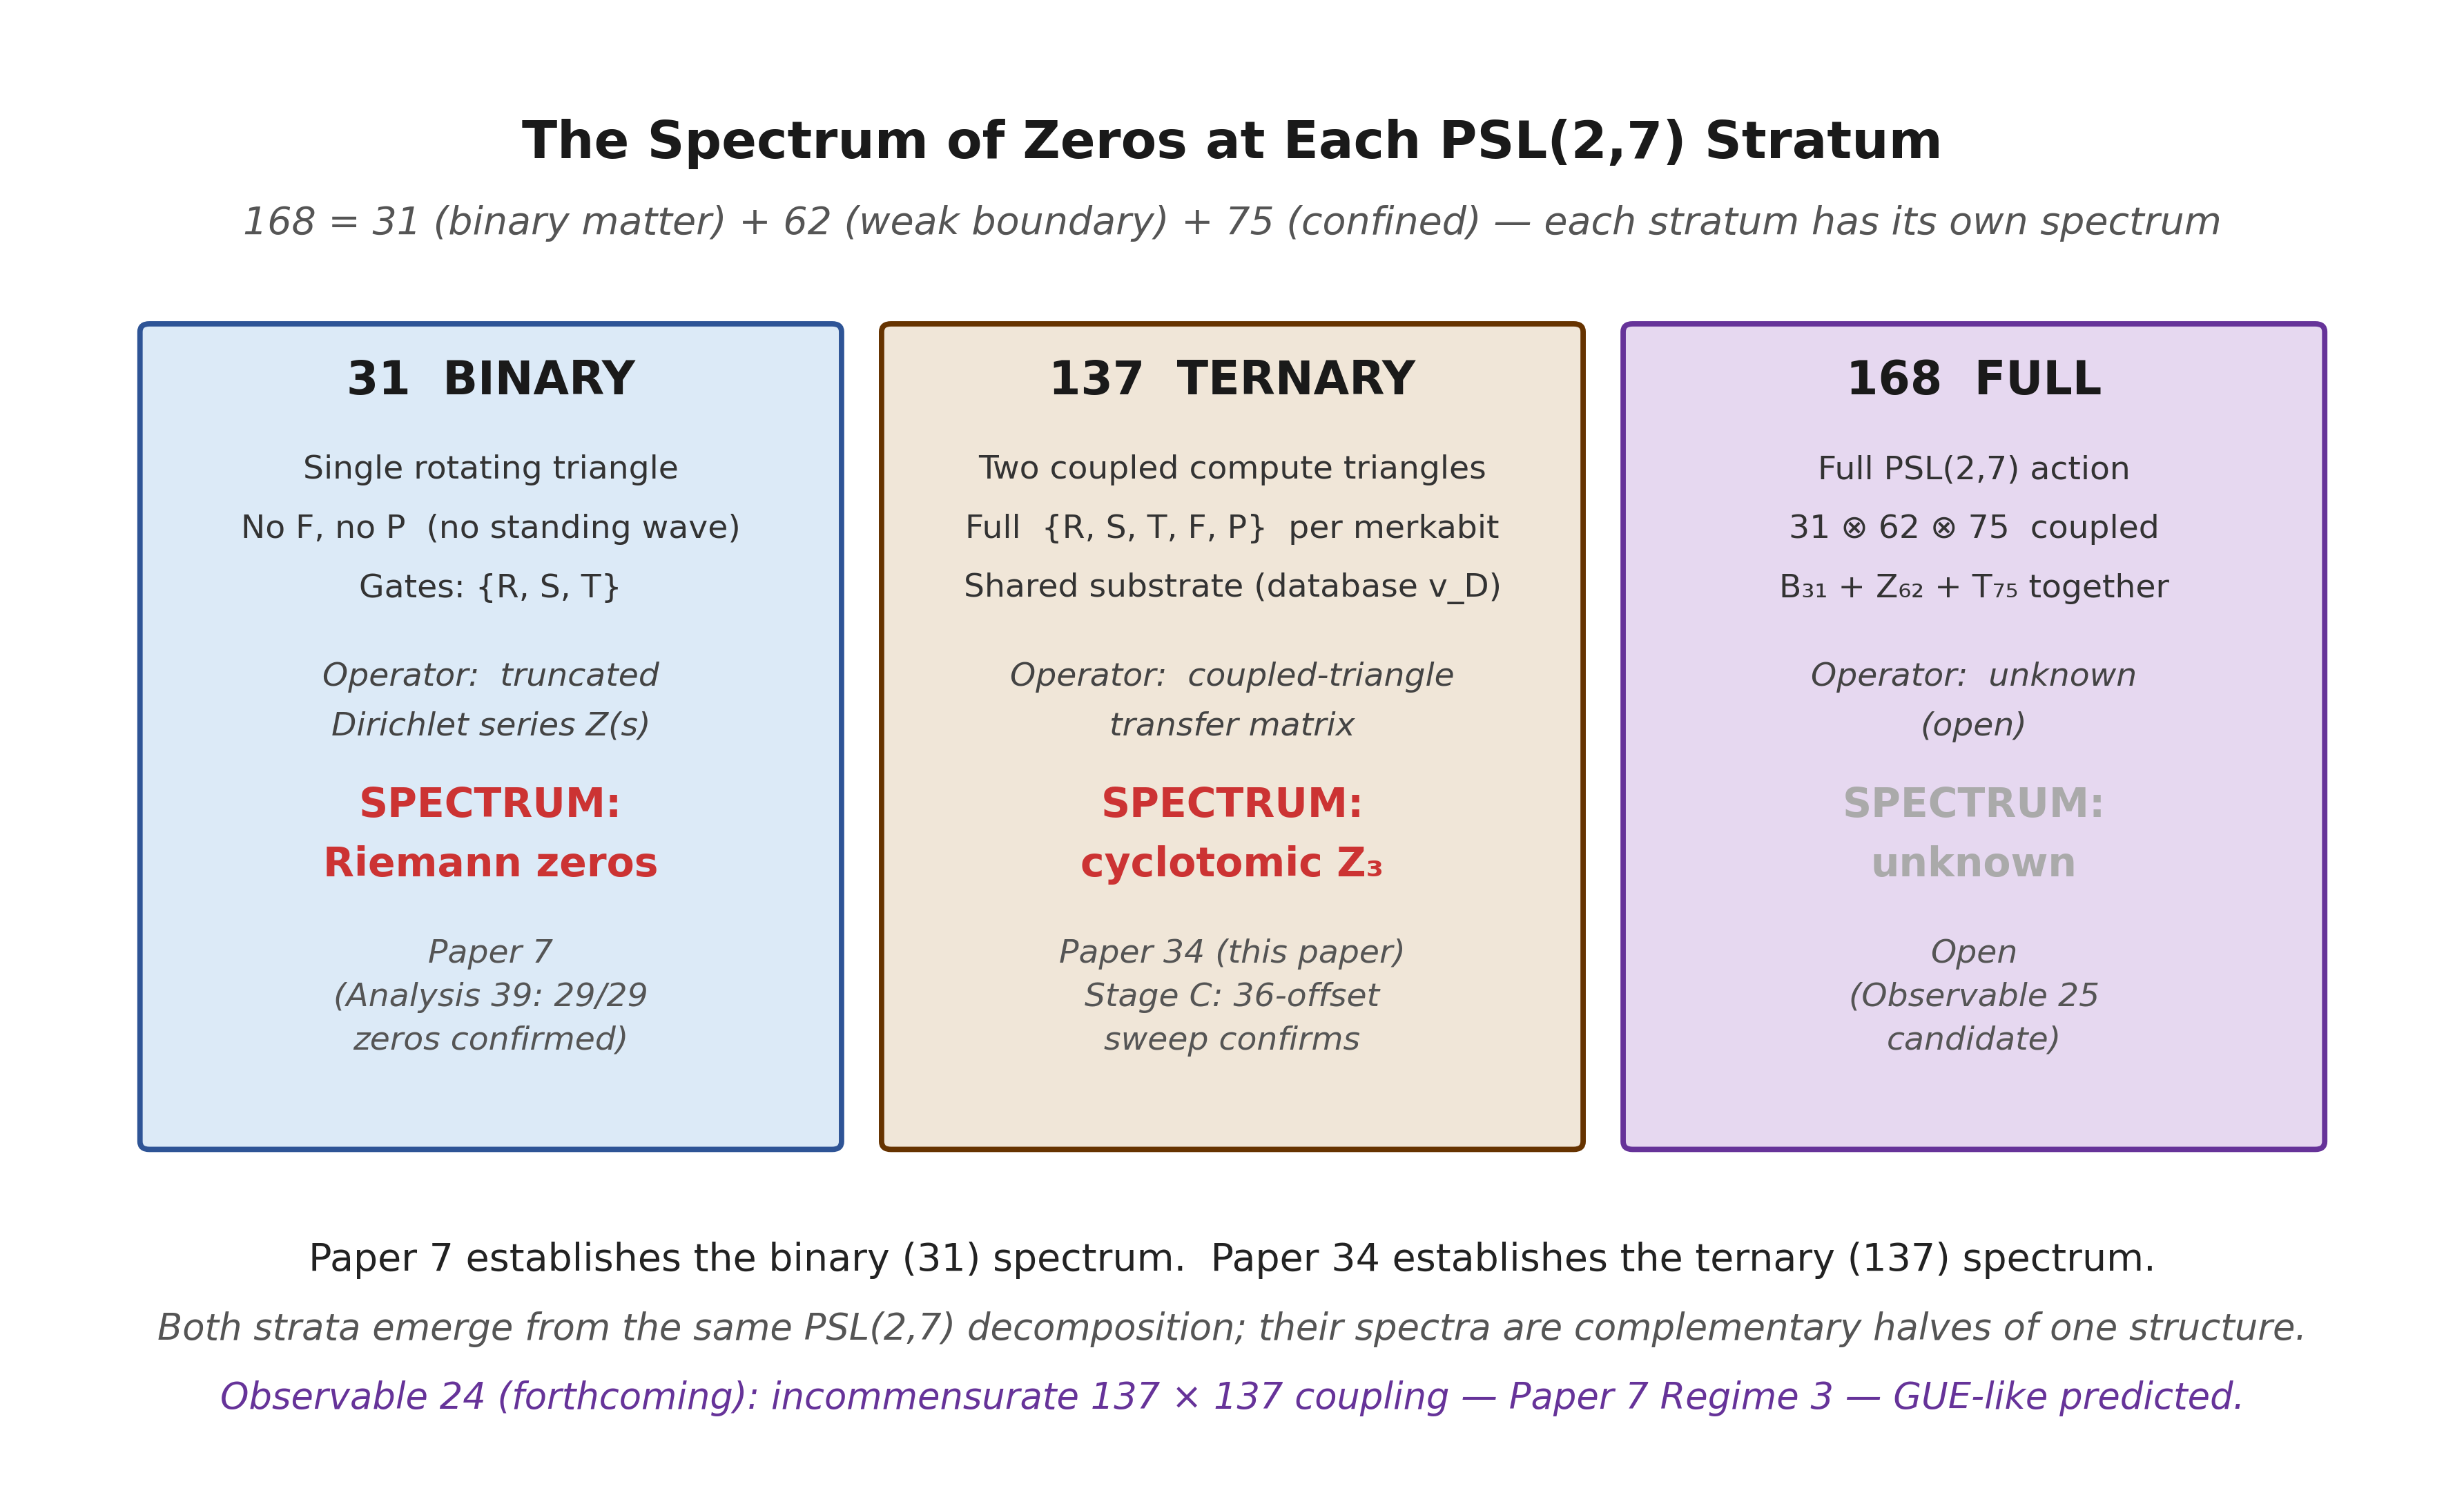 The Spectrum of Zeros at Each PSL(2,7) Stratum
168 = 31 (binary matter) + 62 (weak boundary) + 75 (confined) — each stratum has its own spectrum
31 BINARY
Single rotating triangle
No F, no P (no standing wave)
Gates: {R, S, T}
Operator: truncated
Dirichlet series Z(s)
SPECTRUM:
Riemann zeros
Paper 7
(Analysis 39: 29/29
zeros confirmed)
137 TERNARY
Two coupled compute triangles
Full {R, S, T, F, P} per merkabit
Shared substrate (database v_D)
Operator: coupled-triangle
transfer matrix
SPECTRUM:
cyclotomic Z₃
Paper 34 (this paper)
Stage C: 36-offset
sweep confirms
168 FULL
Full PSL(2,7) action
31 ⊗ 62 ⊗ 75 coupled
B₃₁ + Z₆₂ + T₇₅ together
Operator: unknown
(open)
SPECTRUM:
unknown
Open
(Observable 25
candidate)
Paper 7 establishes the binary (31) spectrum. Paper 34 establishes the ternary (137) spectrum.
Both strata emerge from the same PSL(2,7) decomposition; their spectra are complementary halves of one structure.
Observable 24 (forthcoming): incommensurate 137 × 137 coupling — Paper 7 Regime 3 — GUE-like predicted.